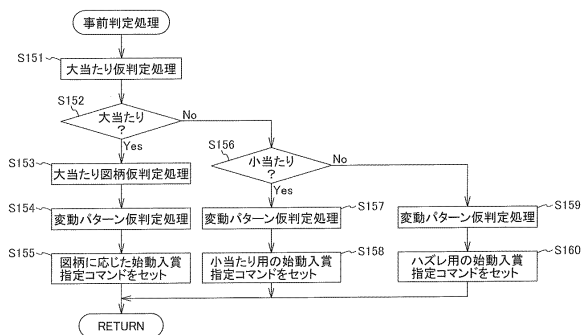 事前判定処理
S151
大当たり仮判定処理
S152
大当たり
?
No
Yes
S153
大当たり図柄仮判定処理
S154
変動パターン仮判定処理
S155
図柄に応じた始動入賞
指定コマンドをセット
S156
小当たり
?
No
Yes
S157
変動パターン仮判定処理
S158
小当たり用の始動入賞
指定コマンドをセット
S159
変動パターン仮判定処理
S160
ハズレ用の始動入賞
指定コマンドをセット
RETURN